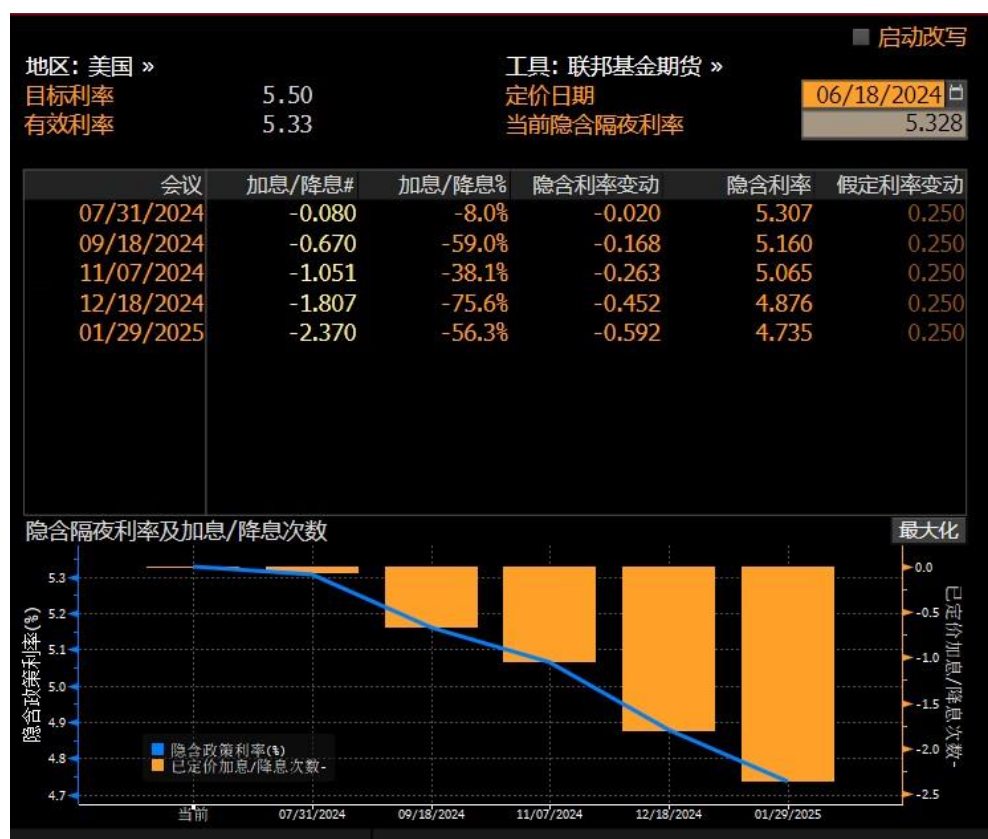 启动改写
地区: 美国 » 工具: 联邦基金期货 »
目标利率 5.50 定价日期 06/18/2024
有效利率 5.33 当前隐含隔夜利率 5.328
会议 加息/降息# 加息/降息% 隐含利率变动 隐含利率 假定利率变动
07/31/2024 -0.080 -8.0% -0.020 5.307 0.250
09/18/2024 -0.670 -59.0% -0.168 5.160 0.250
11/07/2024 -1.051 -38.1% -0.263 5.065 0.250
12/18/2024 -1.807 -75.6% -0.452 4.876 0.250
01/29/2025 -2.370 -56.3% -0.592 4.735 0.250
隐含隔夜利率及加息/降息次数 最大化
隐含政策利率(%)
5.3
5.2
5.1
5.0
4.9
4.8
4.7
隐含政策利率(%)
已定价加息/降息次数-
0.0
-0.5
-1.0
-1.5
-2.0
-2.5
已定价加息/降息次数-
当前 07/31/2024 09/18/2024 11/07/2024 12/18/2024 01/29/2025